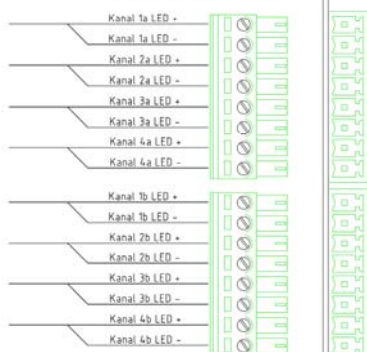 Kanal 1a LED +
Kanal 1a LED -
Kanal 2a LED +
Kanal 2a LED -
Kanal 3a LED +
Kanal 3a LED -
Kanal 4a LED +
Kanal 4a LED -
Kanal 1b LED +
Kanal 1b LED -
Kanal 2b LED +
Kanal 2b LED -
Kanal 3b LED +
Kanal 3b LED -
Kanal 4b LED +
Kanal 4b LED -